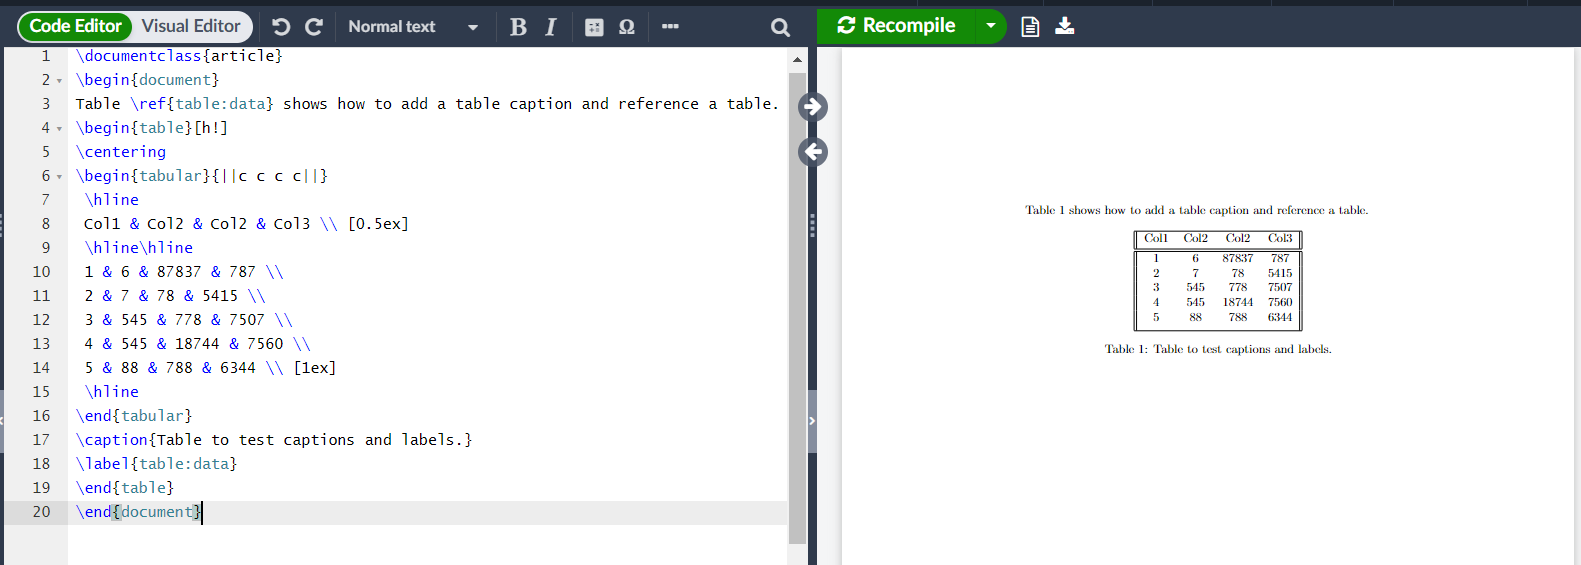 Code Editor Visual Editor Normal text B I Ω Recompile
1 \documentclass{article}
2 \begin{document}
3 Table \ref{table:data} shows how to add a table caption and reference a table.
4 \begin{table}[h!]
5 \centering
6 \begin{tabular}{||c c c c||}
7 \hline
8 Col1 & Col2 & Col2 & Col3 \\ [0.5ex]
9 \hline\hline
10 1 & 6 & 87837 & 787 \\
11 2 & 7 & 78 & 5415 \\
12 3 & 545 & 778 & 7507 \\
13 4 & 545 & 18744 & 7560 \\
14 5 & 88 & 788 & 6344 \\ [1ex]
15 \hline
16 \end{tabular}
17 \caption{Table to test captions and labels.}
18 \label{table:data}
19 \end{table}
20 \end{document}
Table 1 shows how to add a table caption and reference a table.
Col1 Col2 Col2 Col3
1 6 87837 787
2 7 78 5415
3 545 778 7507
4 545 18744 7560
5 88 788 6344
Table 1: Table to test captions and labels.